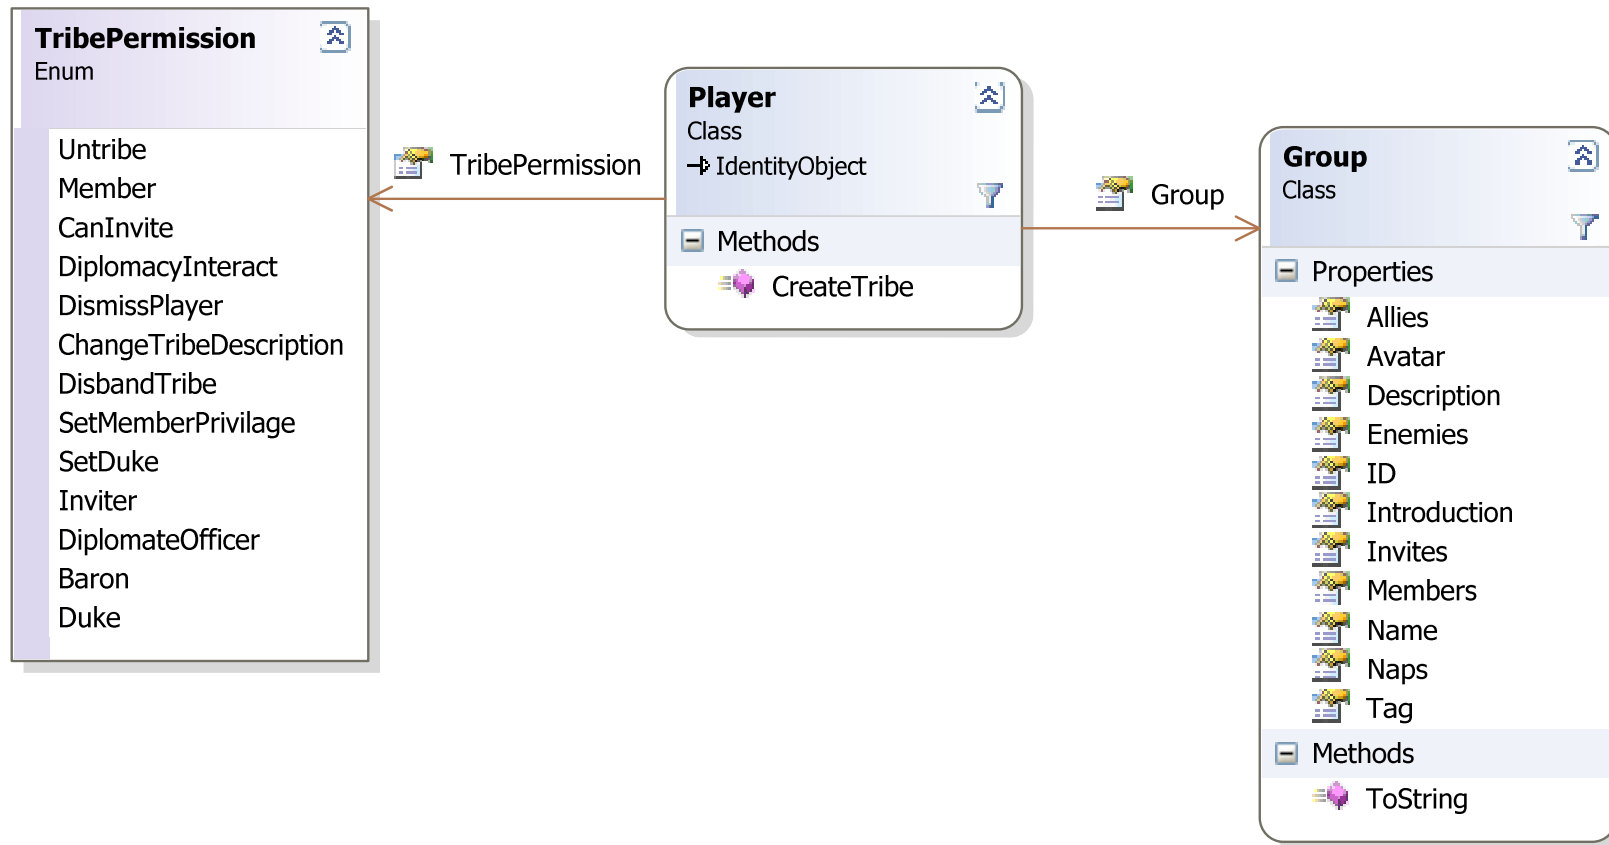 TribePermission
Enum
Untribe
Member
CanInvite
DiplomacyInteract
DismissPlayer
ChangeTribeDescription
DisbandTribe
SetMemberPrivilage
SetDuke
Inviter
DiplomateOfficer
Baron
Duke
TribePermission
Player
Class
IdentityObject
Methods
CreateTribe
Group
Group
Class
Properties
Allies
Avatar
Description
Enemies
ID
Introduction
Invites
Members
Name
Naps
Tag
Methods
ToString